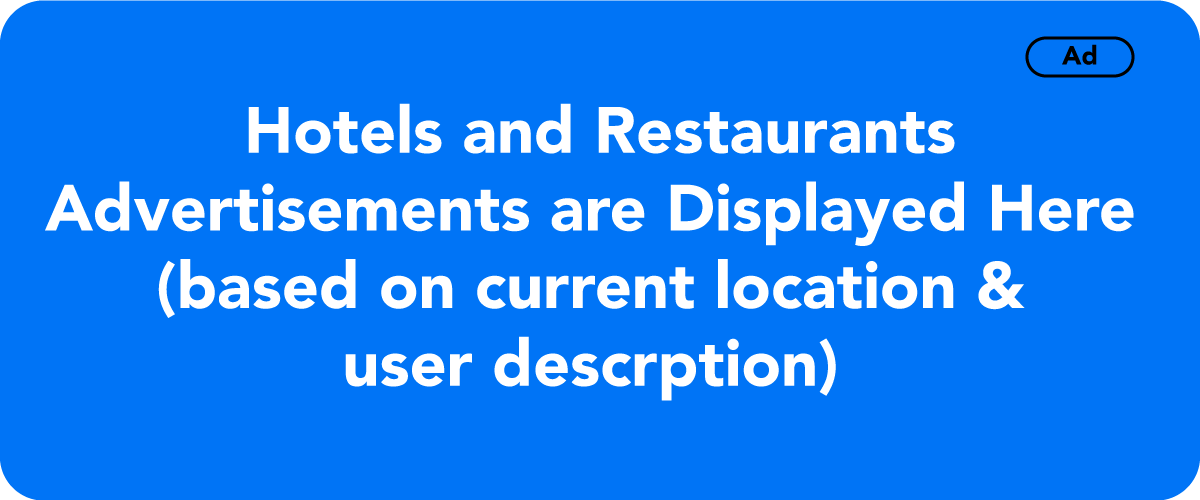 Ad
Hotels and Restaurants
Advertisements are Displayed Here
(based on current location &
user descrption)